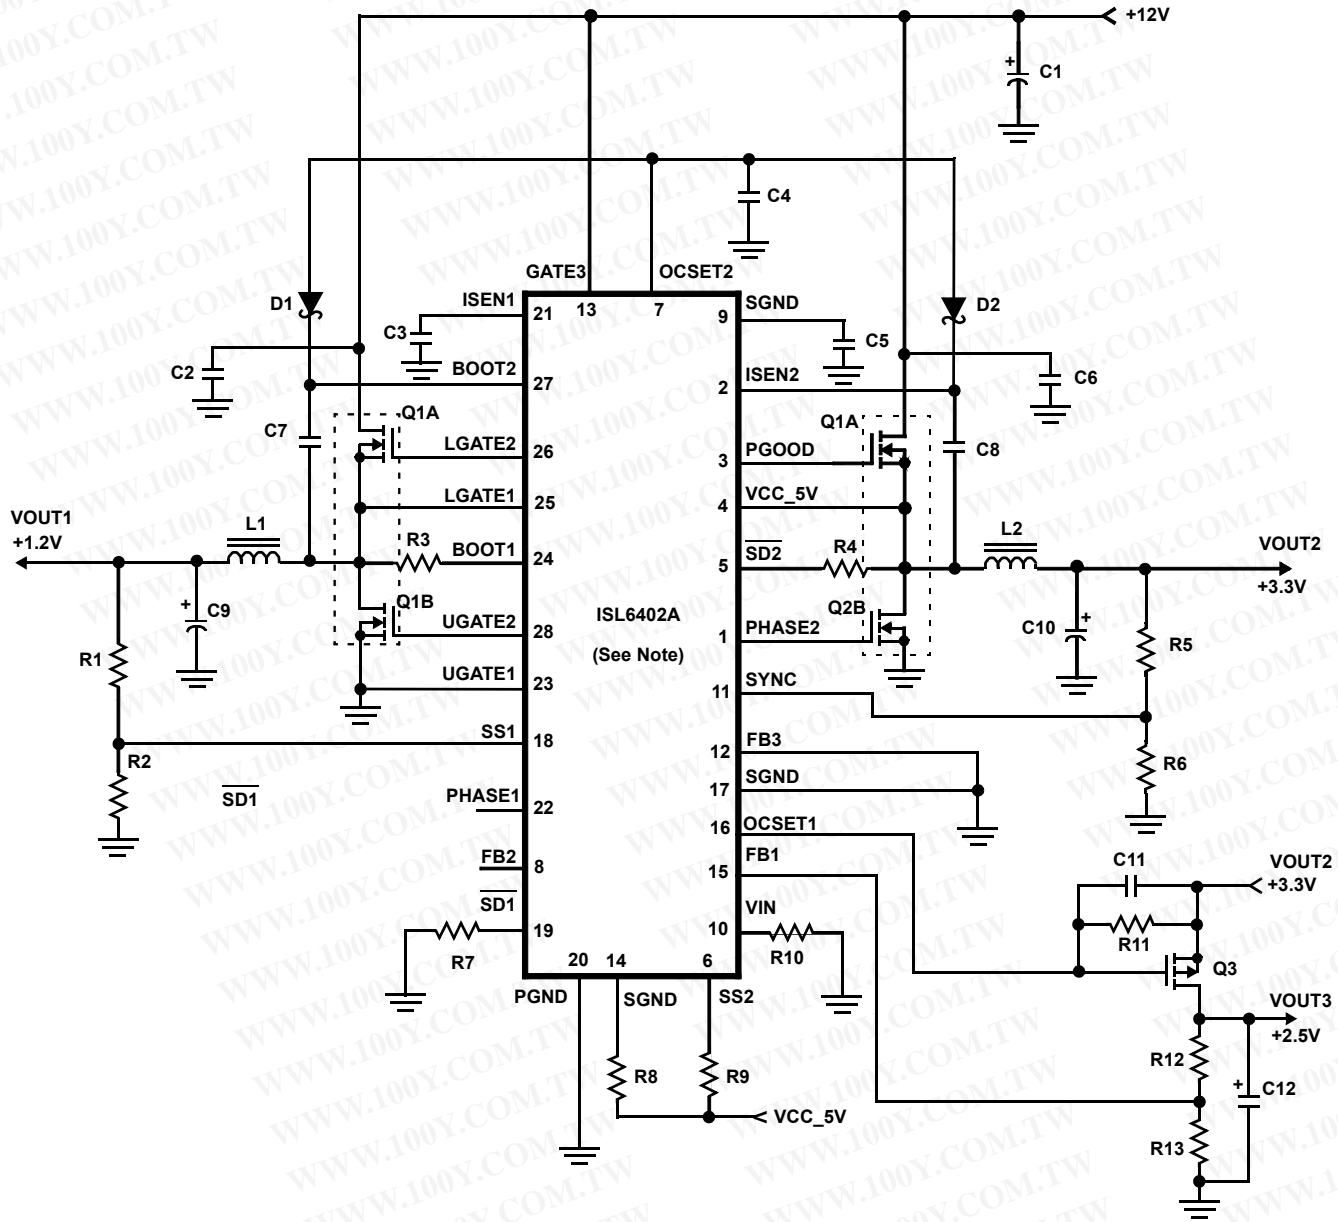 +12V
C1
C4
GATE3
OCSET2
ISEN1
21
13
7
9
SGND
D1
D2
C3
C5
C2
BOOT2
27
2
ISEN2
C6
Q1A
Q1A
C7
LGATE2
26
3
PGOOD
C8
LGATE1
25
4
VCC_5V
VOUT1
+1.2V
L1
R3
BOOT1
24
5
SD2
R4
L2
VOUT2
+3.3V
C9
Q1B
Q2B
ISL6402A
(See Note)
UGATE2
28
1
PHASE2
C10
R1
R5
UGATE1
23
11
SYNC
SS1
18
12
FB3
R2
R6
SD1
17
SGND
PHASE1
22
16
OCSET1
FB2
8
15
FB1
C11
VOUT2
+3.3V
SD1
19
10
VIN
R7
R10
R11
20
14
6
Q3
PGND
SGND
SS2
VOUT3
+2.5V
R8
R9
R12
C12
VCC_5V
R13
WWW.100Y.COM.TW